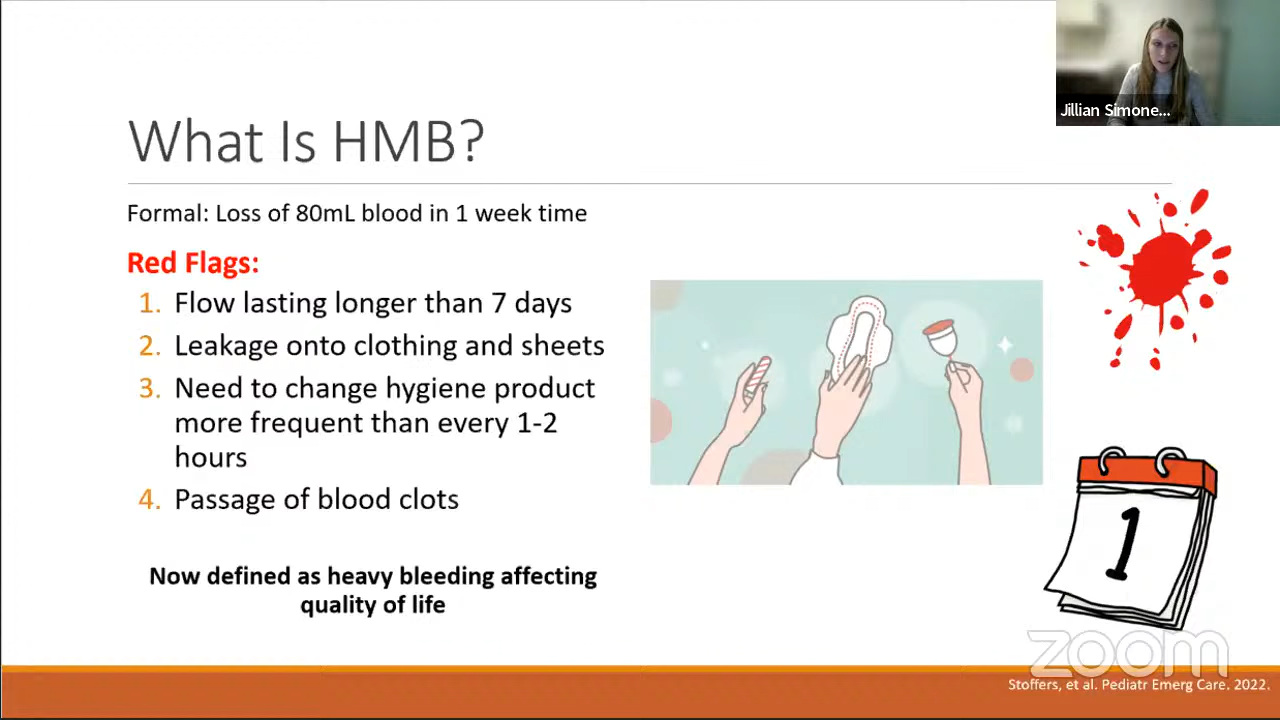 Jillian Simone...
What Is HMB?
Formal: Loss of 80mL blood in 1 week time
Red Flags:
1. Flow lasting longer than 7 days
2. Leakage onto clothing and sheets
3. Need to change hygiene product
more frequent than every 1-2
hours
4. Passage of blood clots
Now defined as heavy bleeding affecting
quality of life
1
zoom
Stoffers, et al. Pediatr Emerg Care. 2022.